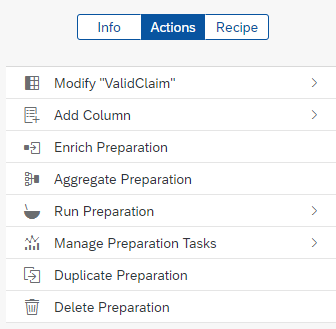 Info Actions Recipe
Modify "ValidClaim"
Add Column
Enrich Preparation
Aggregate Preparation
Run Preparation
Manage Preparation Tasks
Duplicate Preparation
Delete Preparation